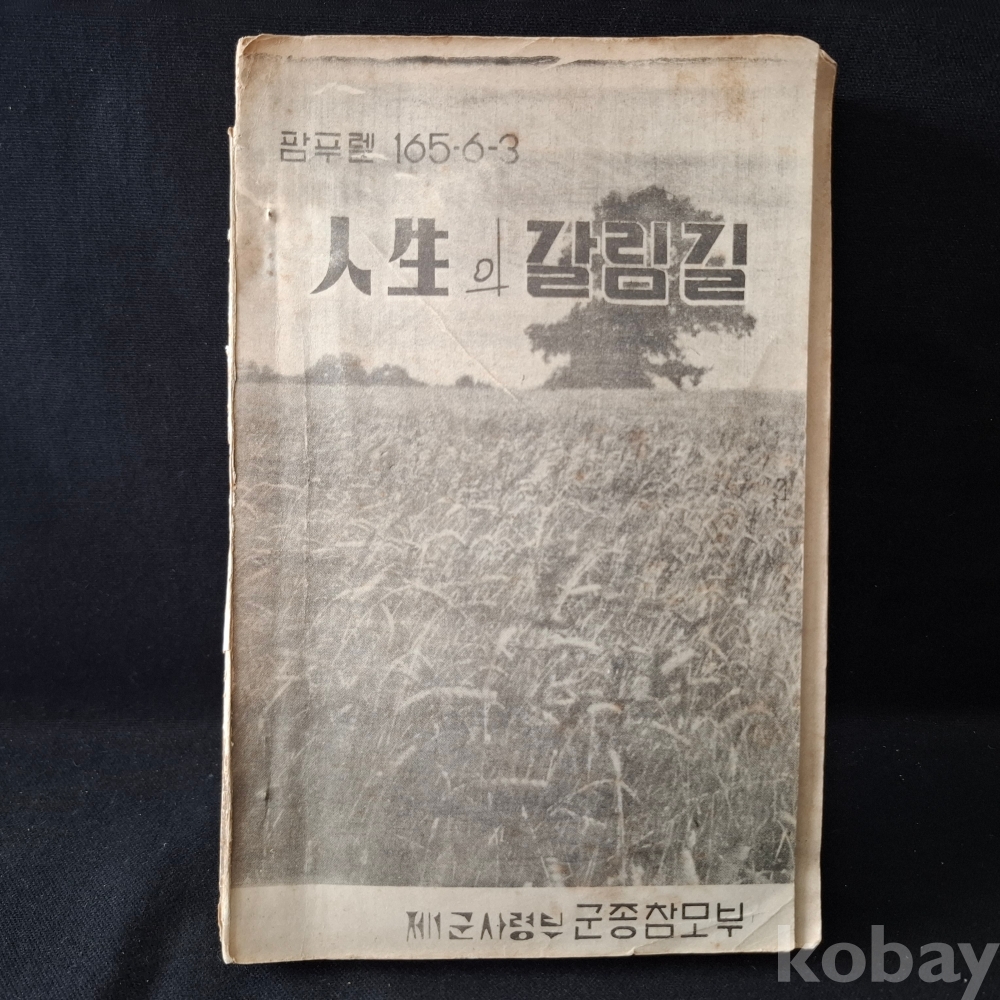 팜푸렡 165-6-3
人生의 갈림길
제1군사령부 군종참모부
kobay